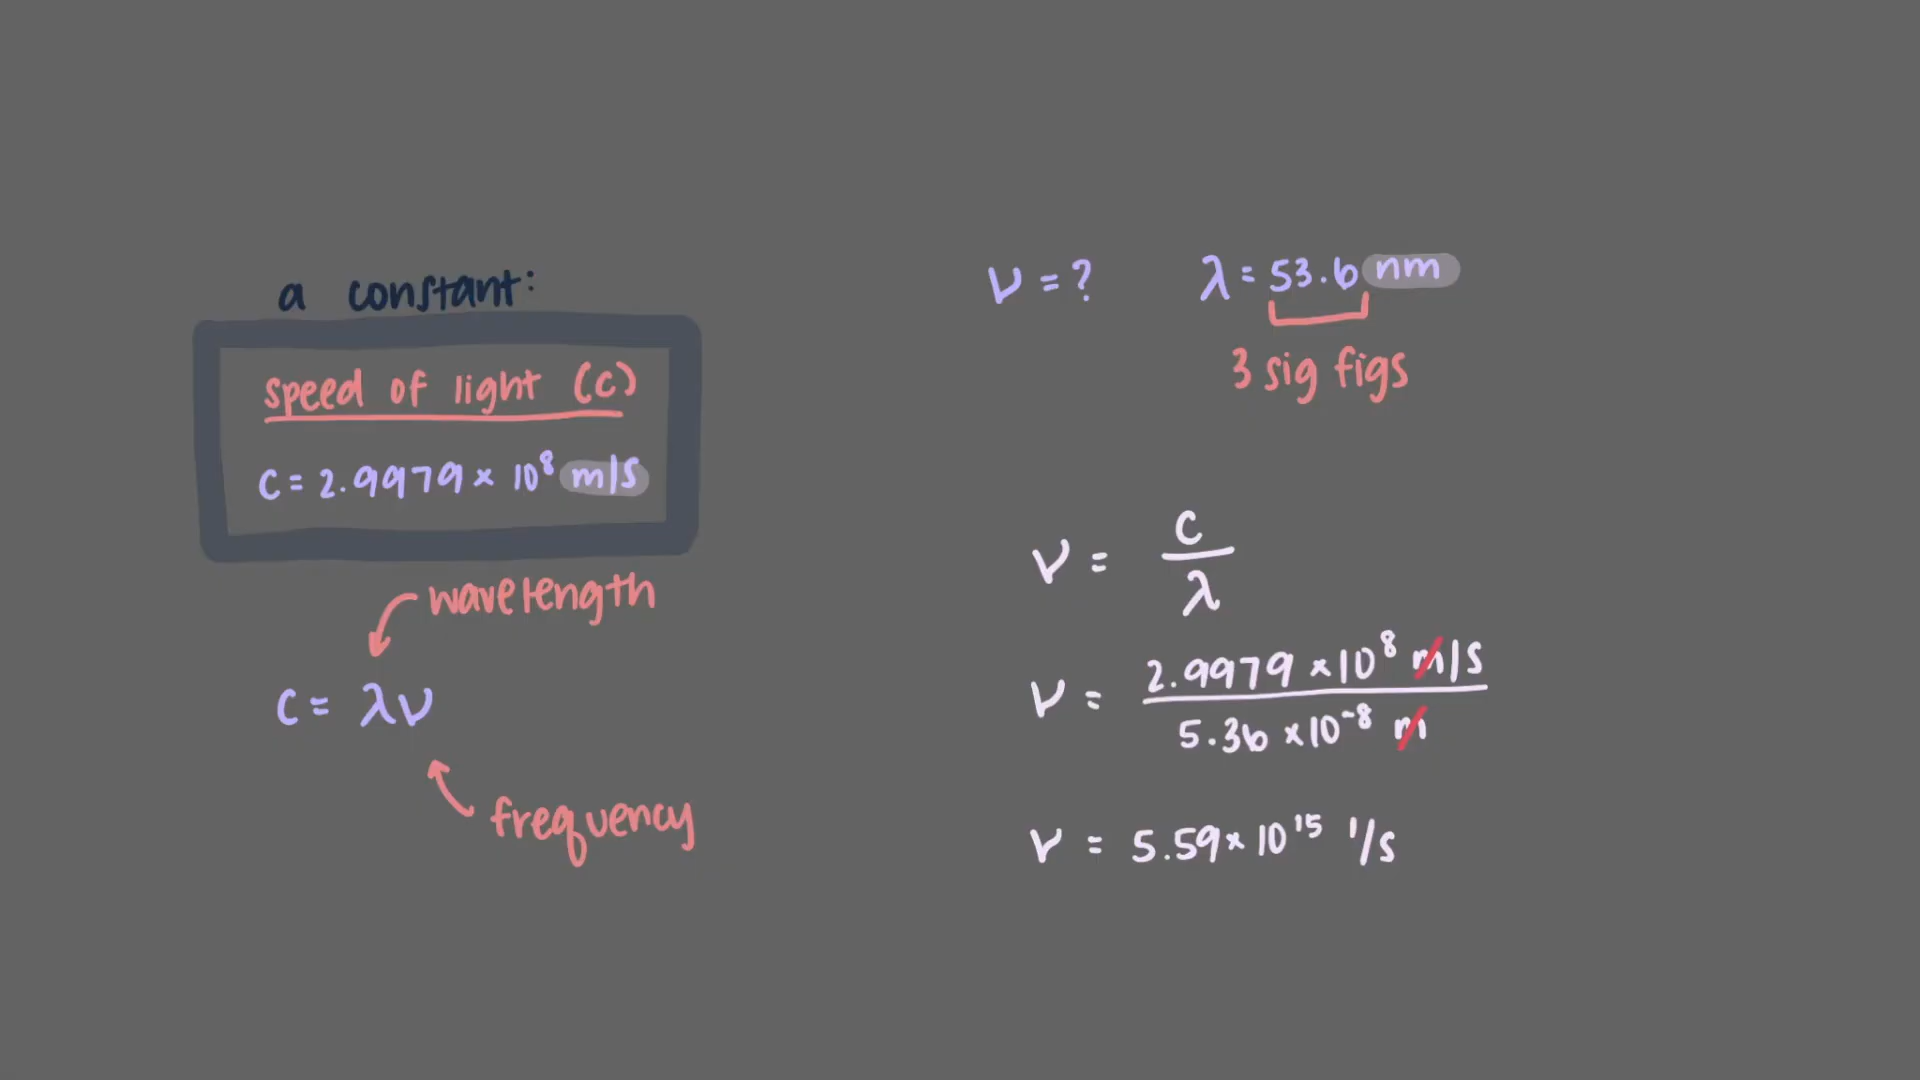 a constant:
speed of light (c)
c = 2.9979 × 10⁸ m/s
wavelength
c = λν
frequency
ν = ?
λ = 53.6 nm
3 sig figs
ν = c/λ
ν = 2.9979 × 10⁸ m/s / 5.36 × 10⁻⁸ m
ν = 5.59 × 10¹⁵ 1/s